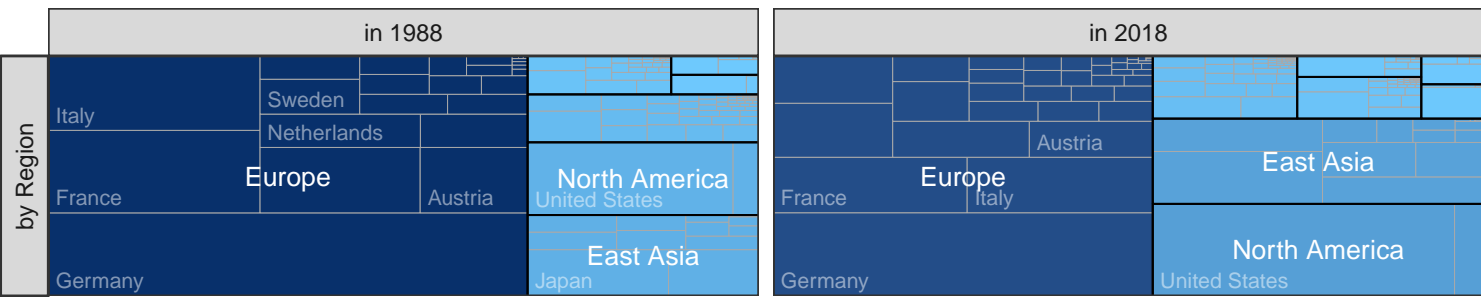 in 1988
in 2018
by Region
Italy
Sweden
Netherlands
Europe
France
Austria
Germany
North America
United States
East Asia
Japan
Austria
Europe
France
Italy
Germany
East Asia
North America
United States